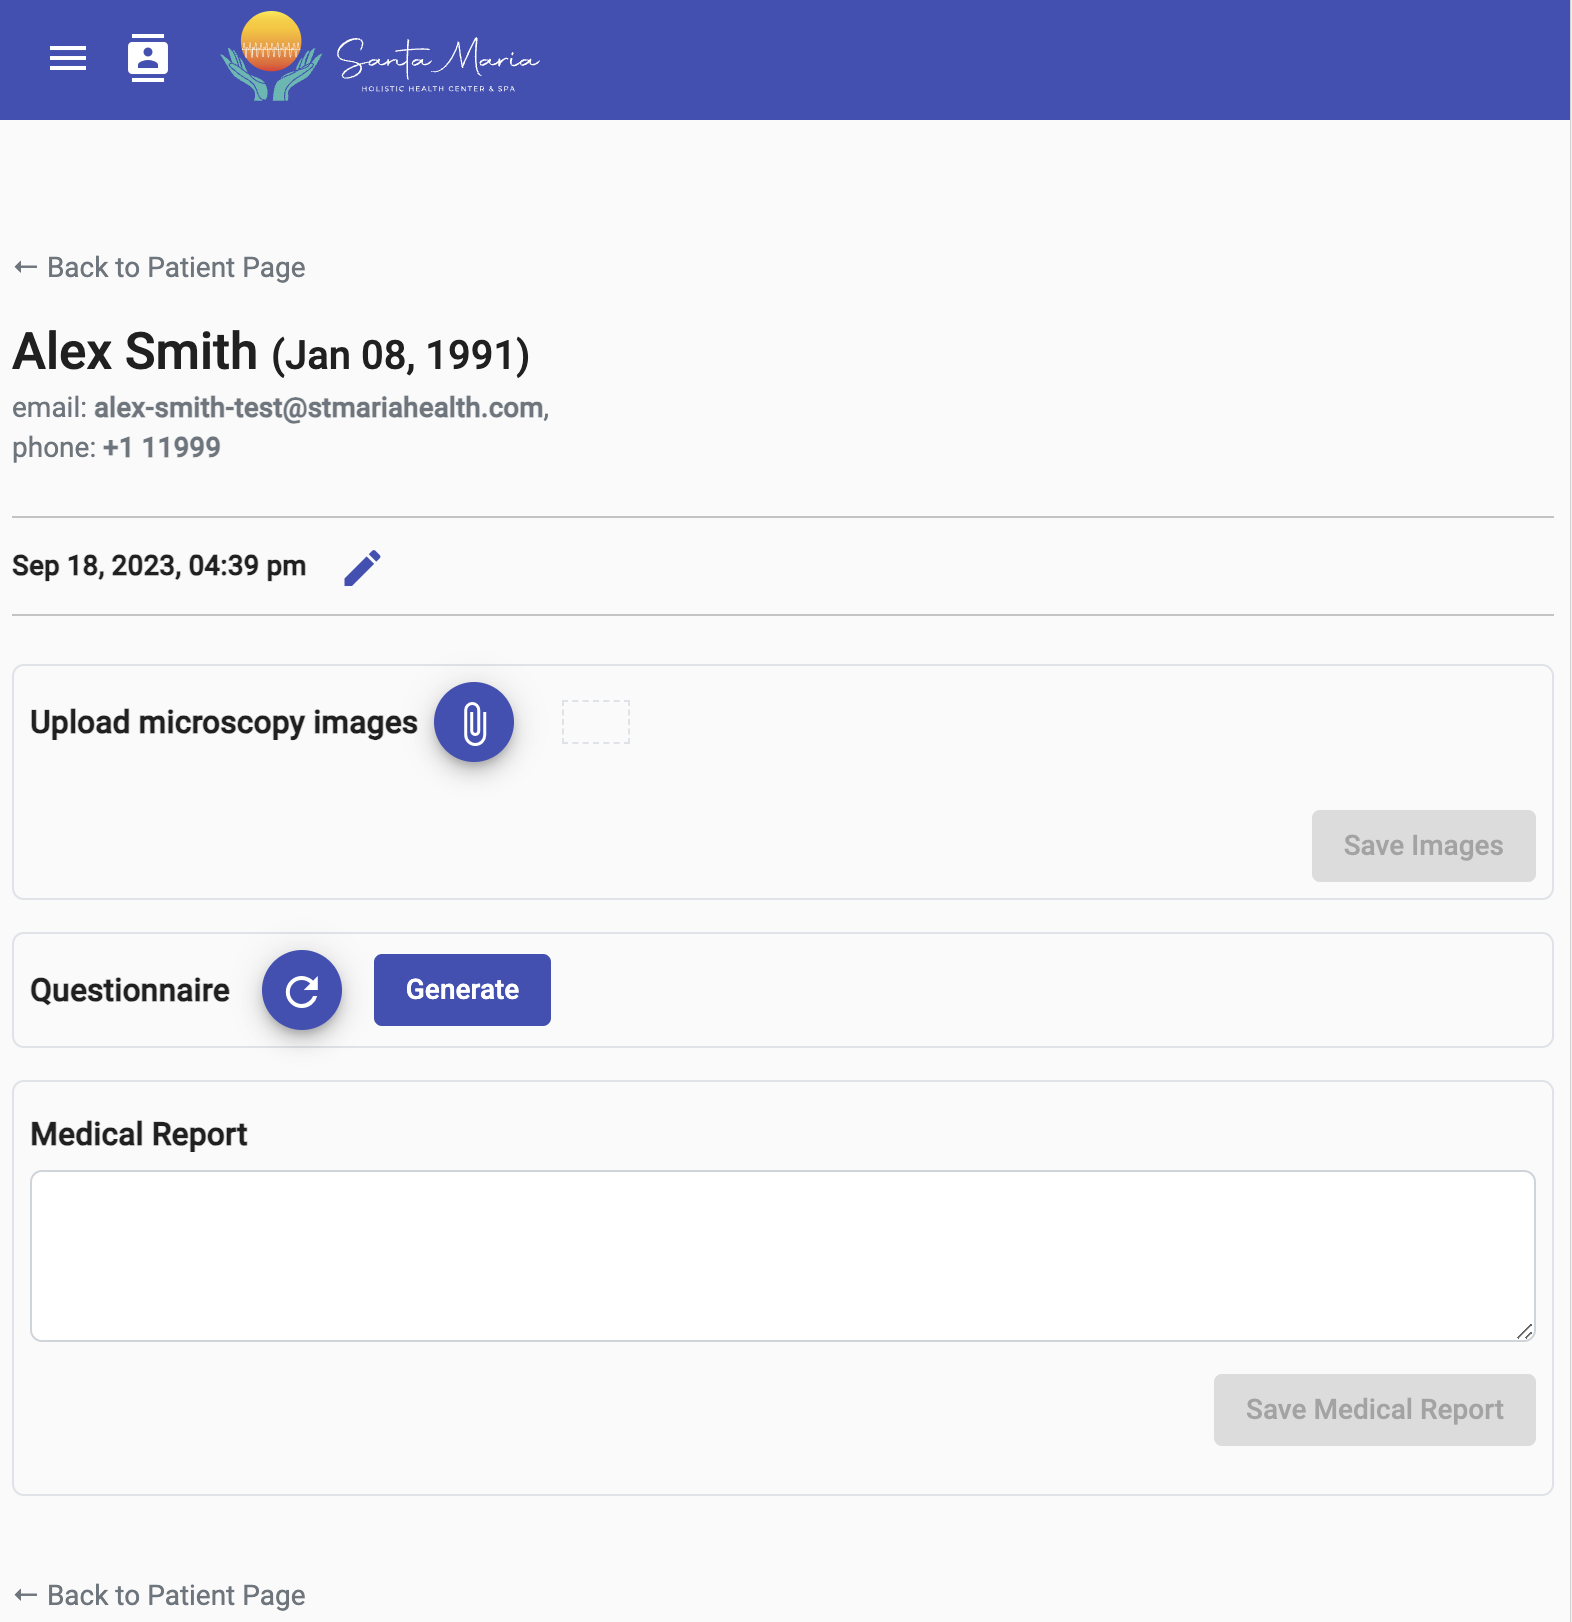 Santa Maria
HOLISTIC HEALTH CENTER & SPA
← Back to Patient Page
Alex Smith (Jan 08, 1991)
email: alex-smith-test@stmariahealth.com,
phone: +1 11999
Sep 18, 2023, 04:39 pm
Upload microscopy images
Save Images
Questionnaire
Generate
Medical Report
Save Medical Report
← Back to Patient Page